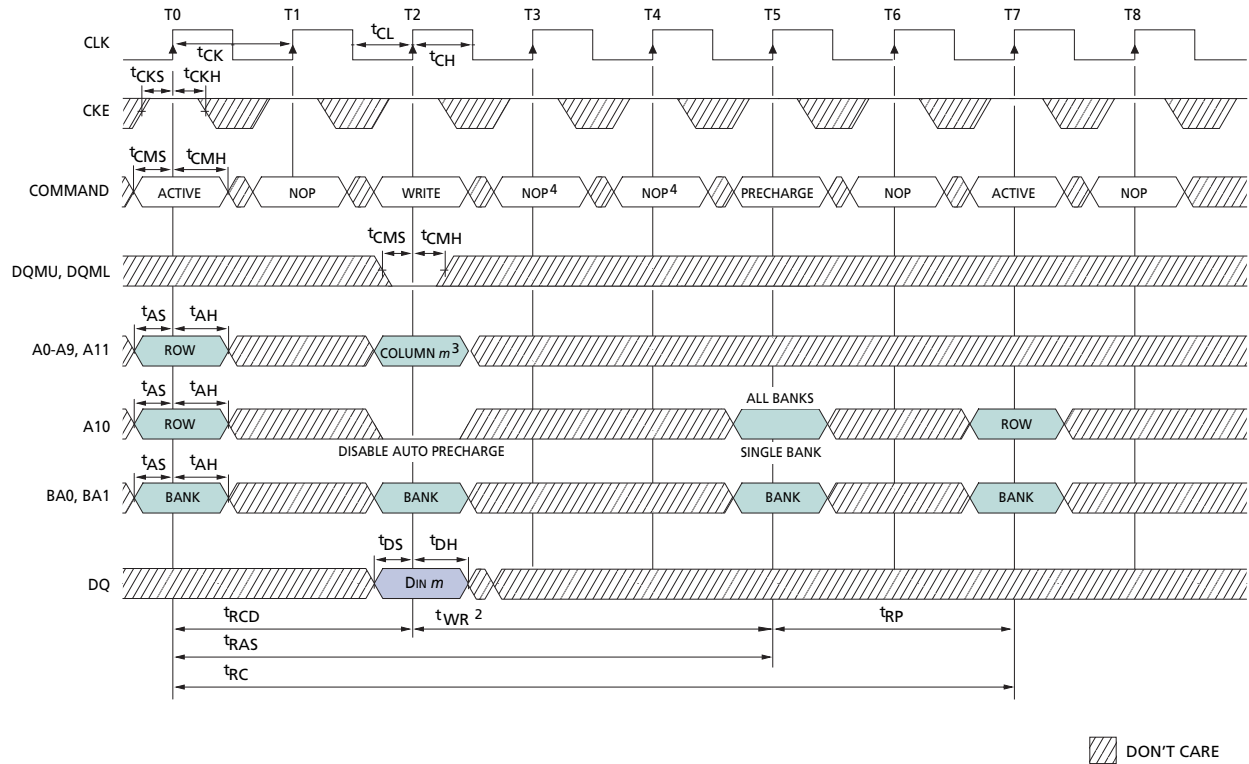 T0 T1 T2 T3 T4 T5 T6 T7 T8
CLK
tCK tCL tCH
tCKS tCKH
CKE
tCMS tCMH
COMMAND ACTIVE NOP WRITE NOP4 NOP4 PRECHARGE NOP ACTIVE NOP
tCMS tCMH
DQMU, DQML
tAS tAH
A0-A9, A11 ROW COLUMN m3
tAS tAH
ALL BANKS
A10 ROW ROW
DISABLE AUTO PRECHARGE SINGLE BANK
tAS tAH
BA0, BA1 BANK BANK BANK BANK
tDS tDH
DQ DIN m
tRCD tWR 2 tRP
tRAS
tRC
DON'T CARE